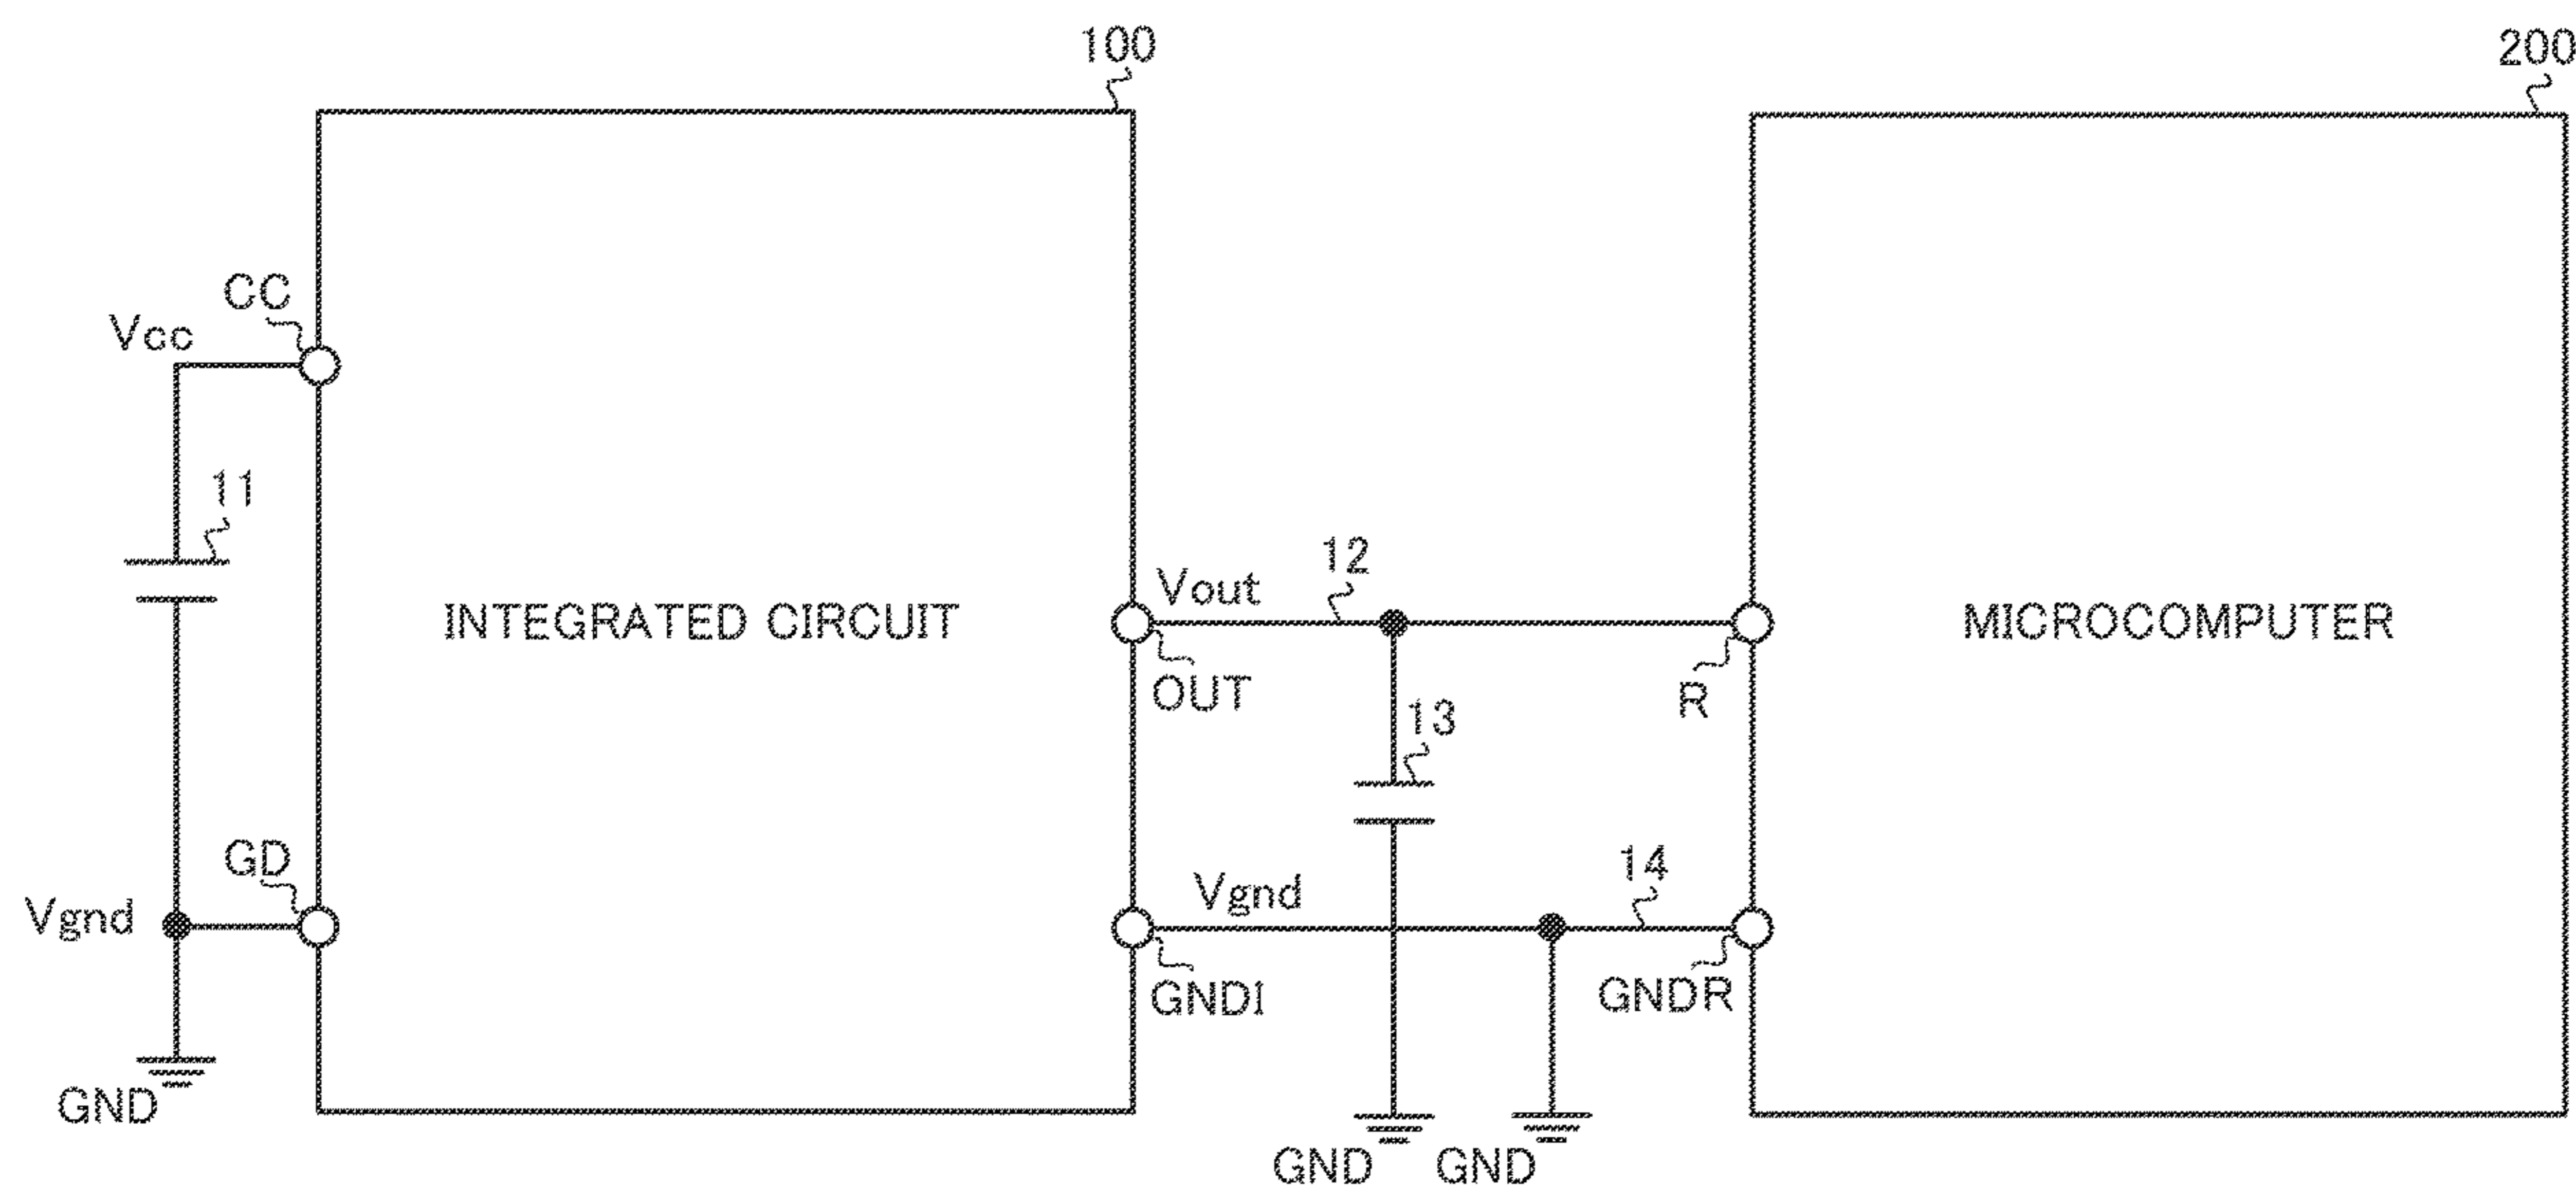 100
200
CC
Vcc
11
INTEGRATED CIRCUIT
Vout
12
MICROCOMPUTER
OUT
R
13
GD
Vgnd
Vgnd
14
GNDI
GNDR
GND
GND
GND